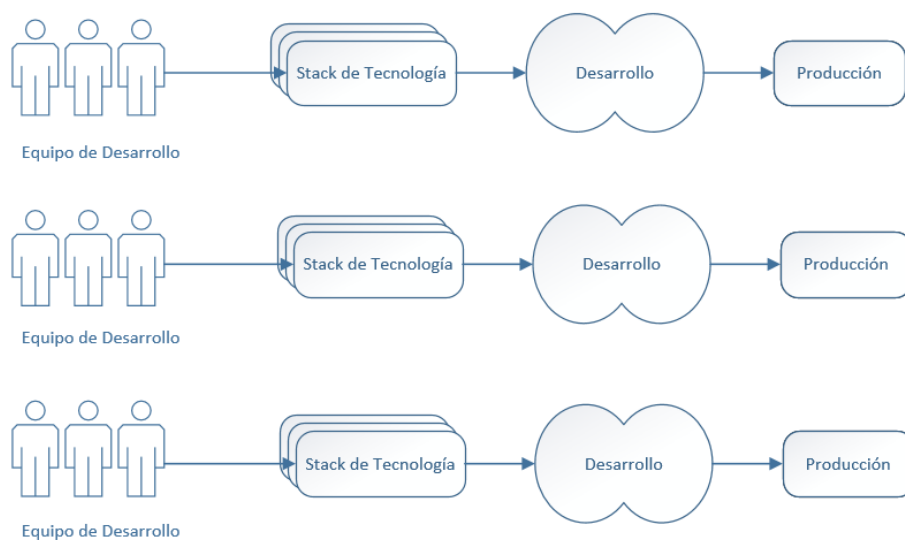 Stack de Tecnología
Desarrollo
Producción
Equipo de Desarrollo
Stack de Tecnología
Desarrollo
Producción
Equipo de Desarrollo
Stack de Tecnología
Desarrollo
Producción
Equipo de Desarrollo